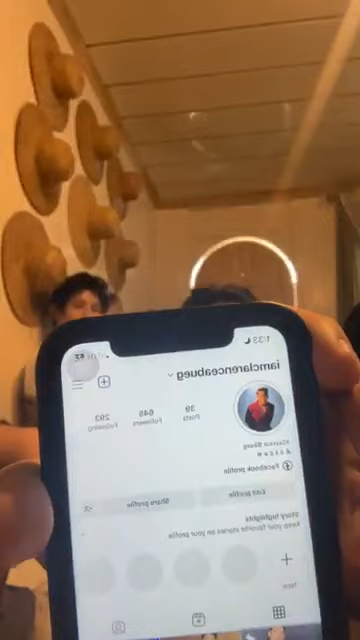 1:33
iamclarenceabueg
39 646 293
Posts Followers Following
Facebook profile
Edit profile Share profile
Story highlights
Keep your favorite stories on your profile
New